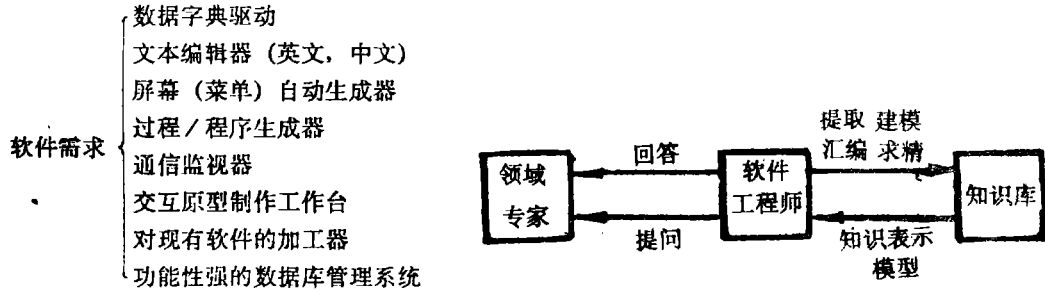 软件需求
数据字典驱动
文本编辑器（英文，中文）
屏幕（菜单）自动生成器
过程／程序生成器
通信监视器
交互原型制作工作台
对现有软件的加工器
功能性强的数据库管理系统
领域
专家
回答
提问
软件
工程师
提取 建模
汇编 求精
知识表示
模型
知识库